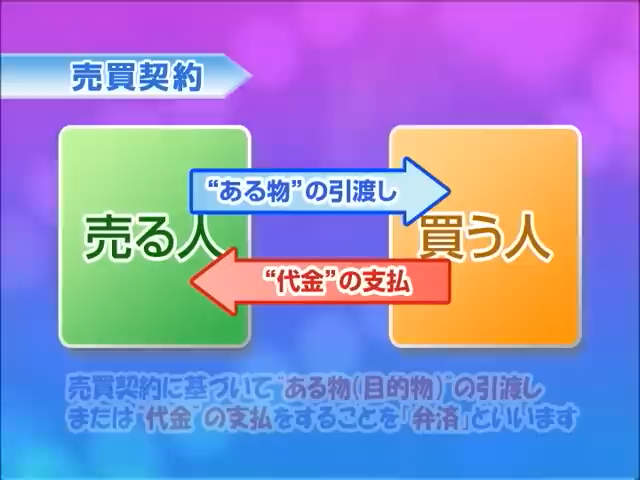 売買契約
“ある物”の引渡し
売る人
買う人
“代金”の支払
売買契約に基づいて“ある物（目的物）”の引渡し
または“代金”の支払をすることを「弁済」といいます